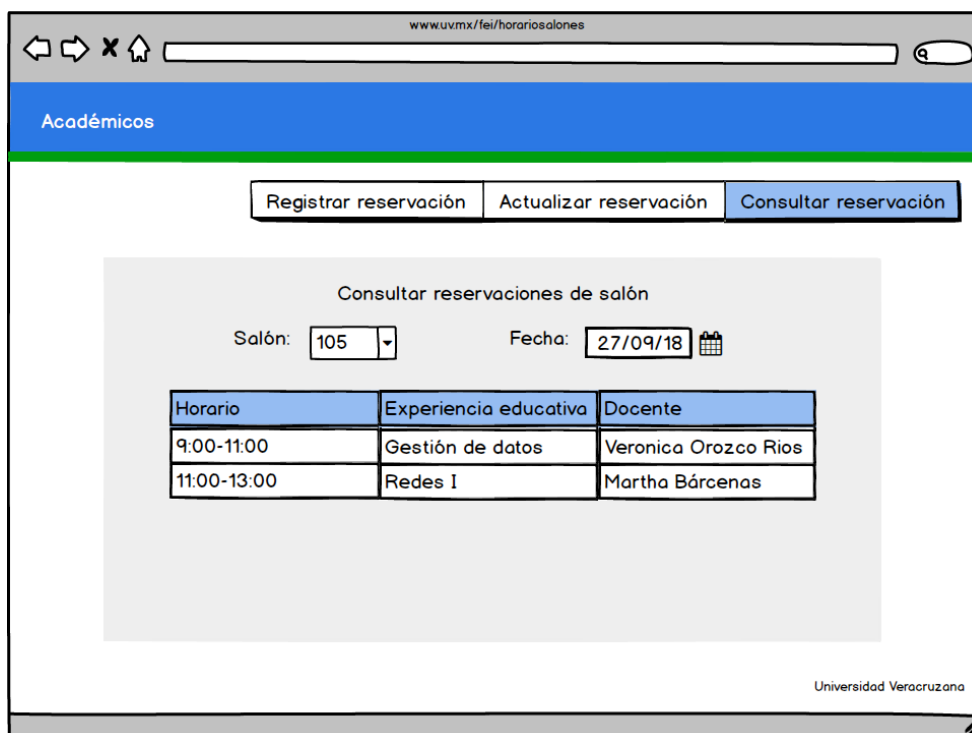 www.uv.mx/fei/horariosalones
Académicos
Registrar reservación Actualizar reservación Consultar reservación
Consultar reservaciones de salón
Salón: 105 Fecha: 27/09/18
Horario Experiencia educativa Docente
9:00-11:00 Gestión de datos Veronica Orozco Rios
11:00-13:00 Redes I Martha Bárcenas
Universidad Veracruzana